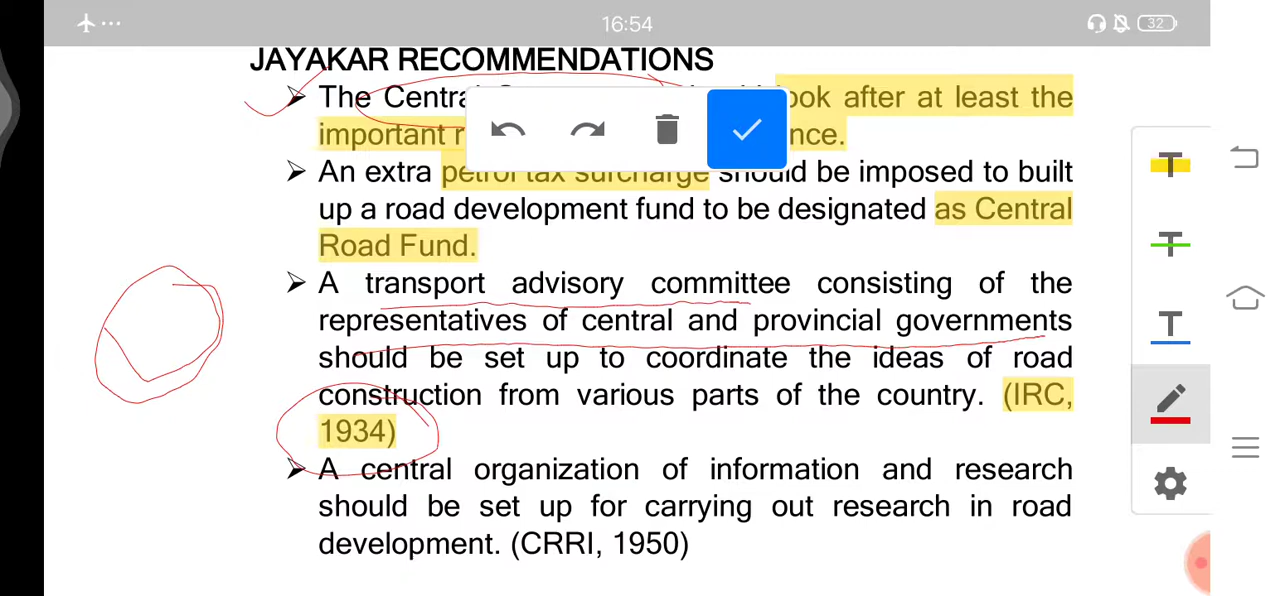 16:54
32
JAYAKAR RECOMMENDATIONS
➢ The Central look after at least the
important nce.
➢ An extra petrol tax surcharge should be imposed to built
up a road development fund to be designated as Central
Road Fund.
➢ A transport advisory committee consisting of the
representatives of central and provincial governments
should be set up to coordinate the ideas of road
construction from various parts of the country. (IRC,
1934)
➢ A central organization of information and research
should be set up for carrying out research in road
development. (CRRI, 1950)